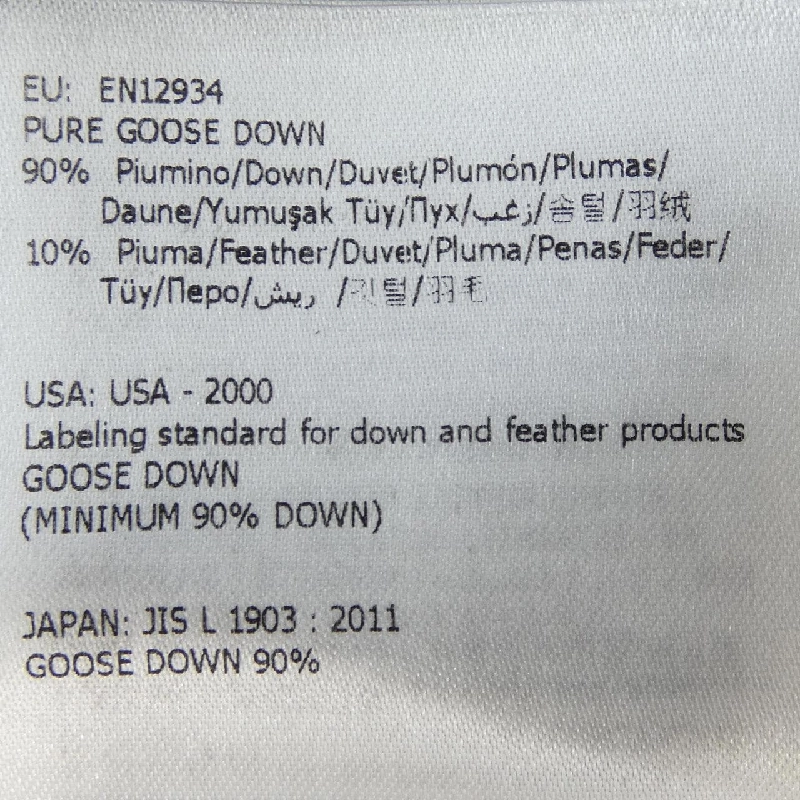 EU: EN12934
PURE GOOSE DOWN
90% Piumino/Down/Duvet/Plumón/Plumas/
Daune/Yumuşak Tüy/Пух/زغب/솜털/羽绒
10% Piuma/Feather/Duvet/Pluma/Penas/Feder/
Tüy/Перо/ريش /깃털/羽毛
USA: USA - 2000
Labeling standard for down and feather products
GOOSE DOWN
(MINIMUM 90% DOWN)
JAPAN: JIS L 1903 : 2011
GOOSE DOWN 90%